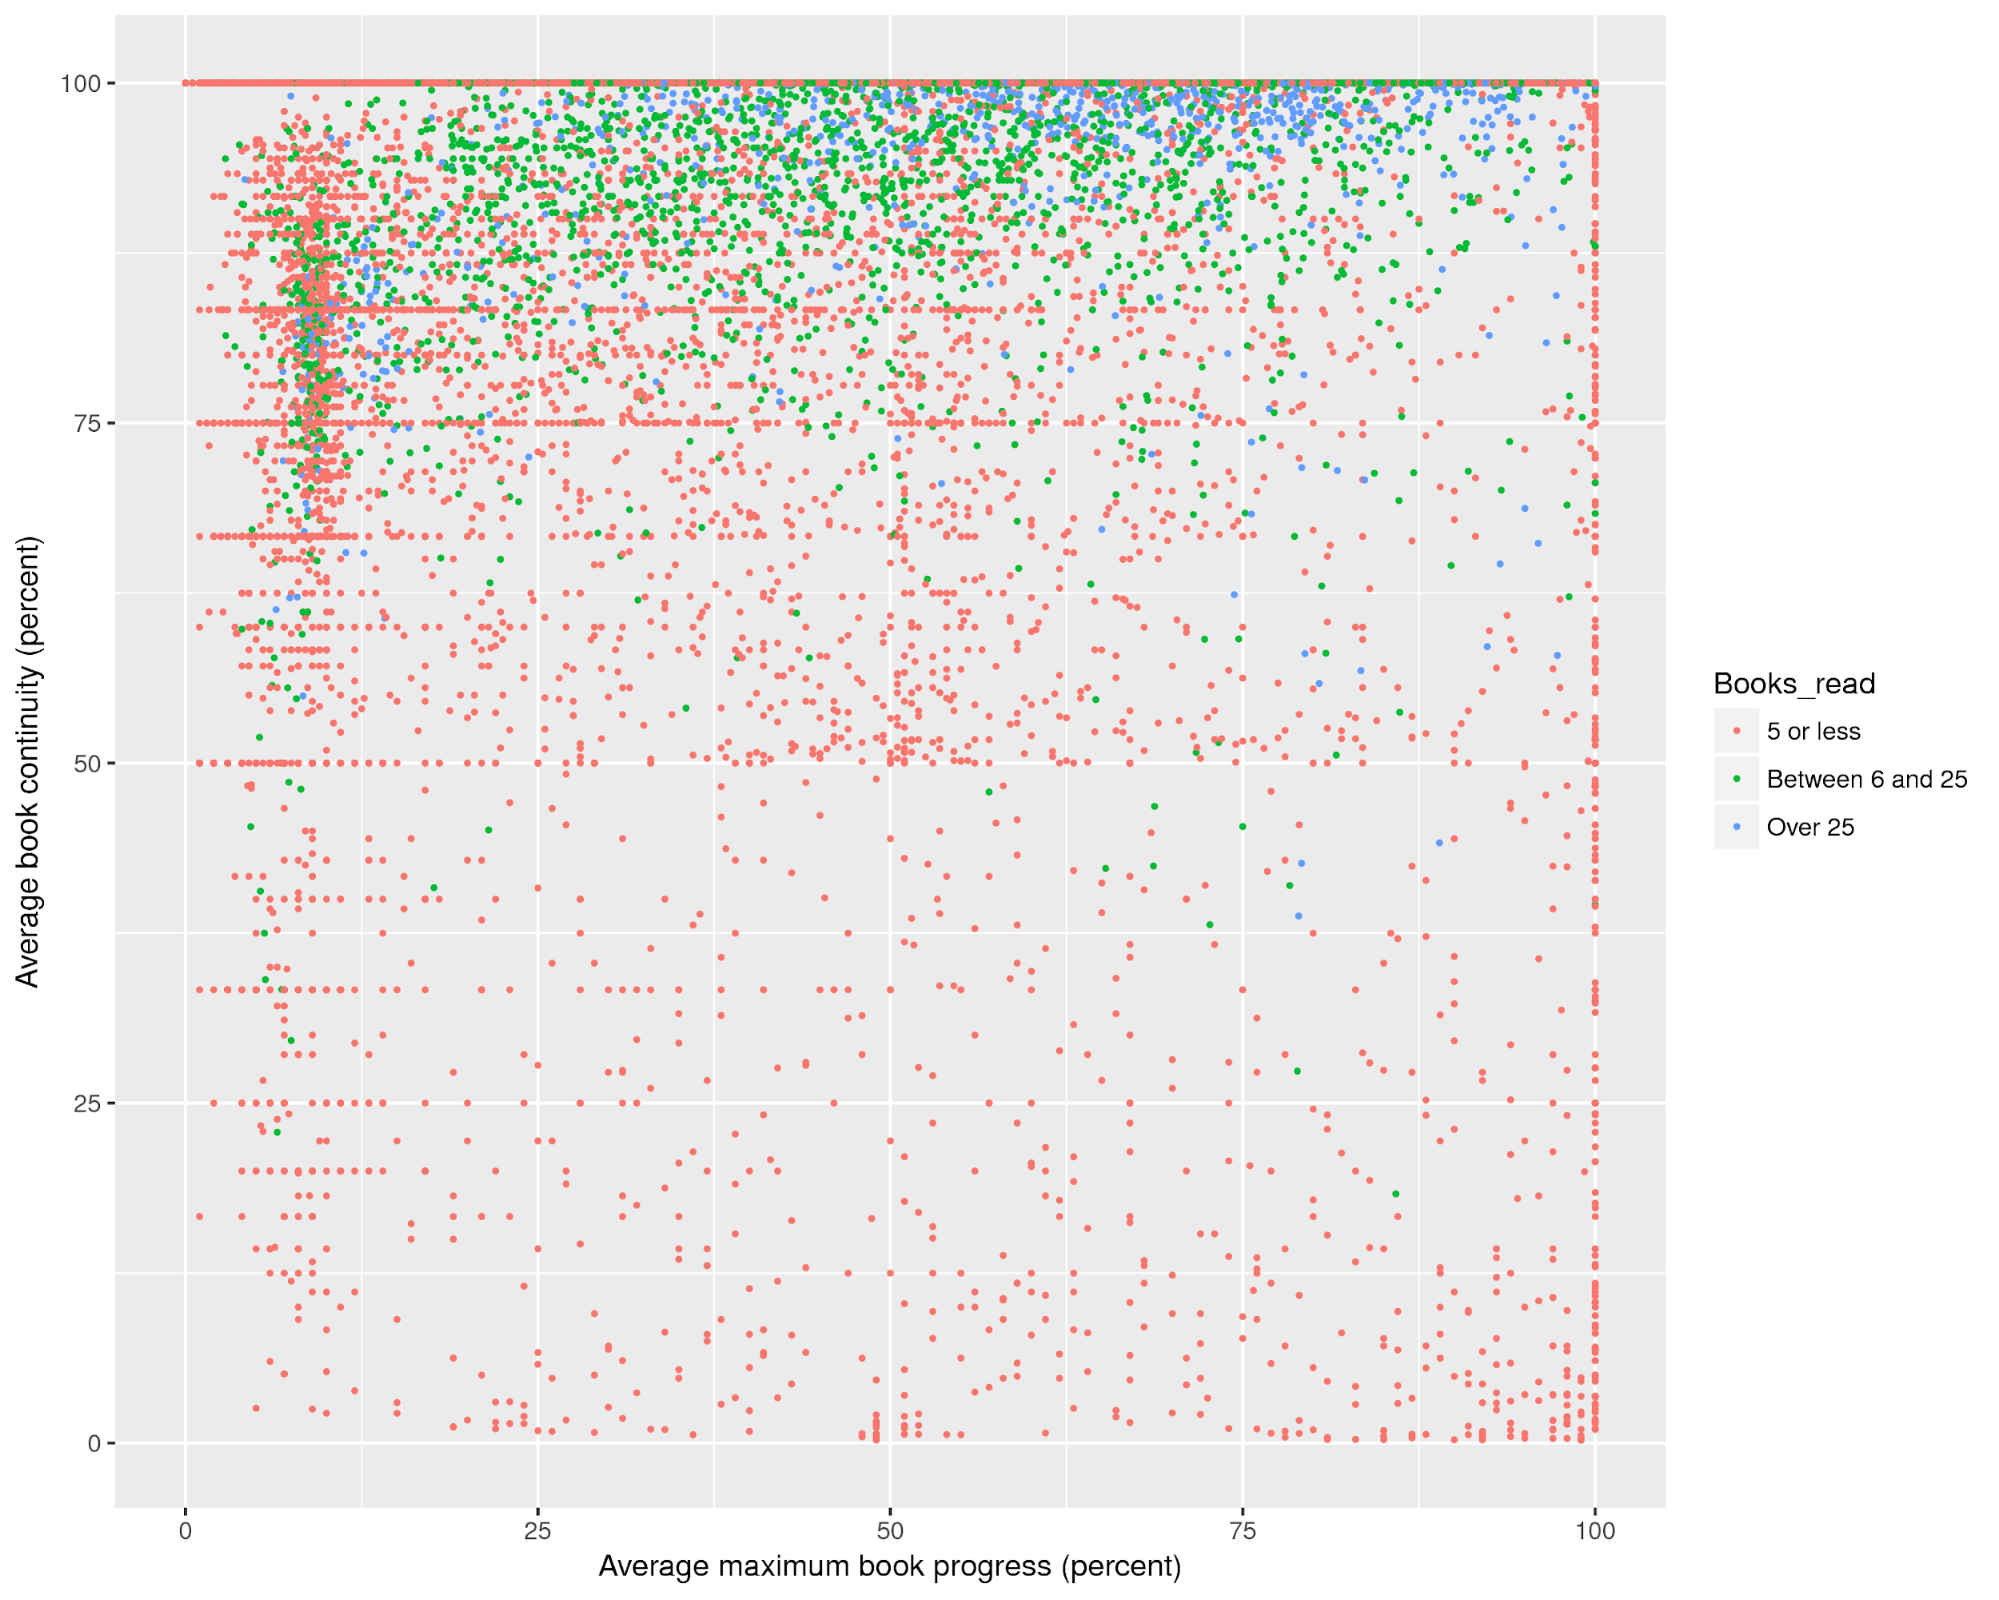 100
75
50
25
0
Average book continuity (percent)
0 25 50 75 100
Average maximum book progress (percent)
Books_read
5 or less
Between 6 and 25
Over 25